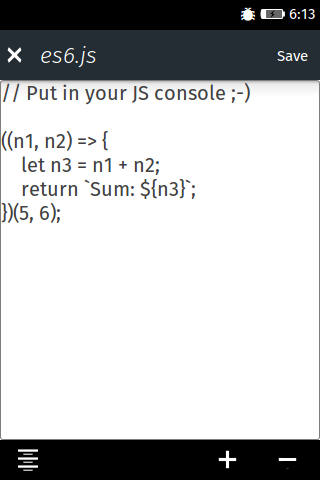 6:13
es6.js
Save
// Put in your JS console ;-)
((n1, n2) => {
let n3 = n1 + n2;
return `Sum: ${n3}`;
})(5, 6);